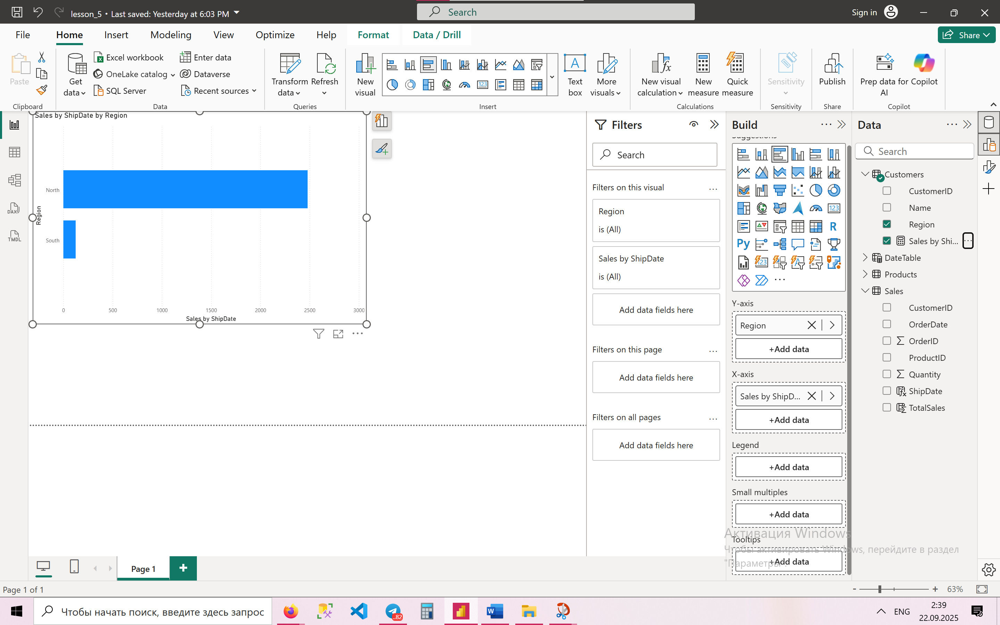 lesson_5 • Last saved: Yesterday at 6:03 PM
Search
Sign in
File
Home
Insert
Modeling
View
Optimize
Help
Format
Data / Drill
Share
Paste
Clipboard
Get data
Excel workbook
OneLake catalog
SQL Server
Enter data
Dataverse
Recent sources
Data
Transform data
Refresh
Queries
New visual
Text box
More visuals
Insert
New visual calculation
New measure
Quick measure
Calculations
Sensitivity
Sensitivity
Publish
Share
Prep data for AI
Copilot
Copilot
DAX
TMDL
Sales by ShipDate by Region
Region
North
South
0
500
1000
1500
2000
2500
3000
Sales by ShipDate
Filters
Search
Filters on this visual
Region
is (All)
Sales by ShipDate
is (All)
Add data fields here
Filters on this page
Add data fields here
Filters on all pages
Add data fields here
Build
Suggestions
R
Py
123
Y-axis
Region
+Add data
X-axis
Sales by ShipD...
+Add data
Legend
+Add data
Small multiples
+Add data
Tooltips
+Add data
Data
Search
Customers
CustomerID
Name
Region
Sales by Shi...
DateTable
Products
Sales
CustomerID
OrderDate
OrderID
ProductID
Quantity
ShipDate
TotalSales
Активация Windows
Чтобы активировать Windows, перейдите в раздел
"Параметры".
Page 1
Page 1 of 1
63%
Чтобы начать поиск, введите здесь запрос
..82
ENG
2:39
22.09.2025